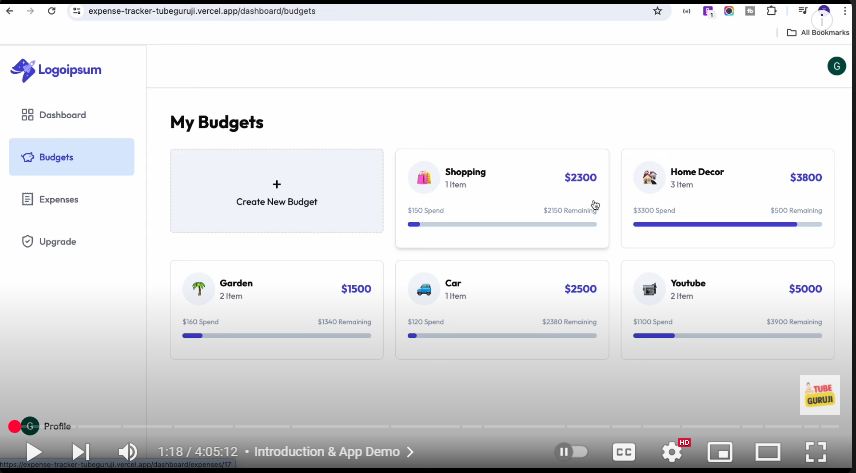 expense-tracker-tubeguruji.vercel.app/dashboard/budgets
All Bookmarks
Logoipsum
G
Dashboard
Budgets
Expenses
Upgrade
My Budgets
+
Create New Budget
Shopping
1 Item
$2300
$150 Spend
$2150 Remaining
Home Decor
3 Item
$3800
$3300 Spend
$500 Remaining
Garden
2 Item
$1500
$160 Spend
$1340 Remaining
Car
1 Item
$2500
$120 Spend
$2380 Remaining
Youtube
2 Item
$5000
$1100 Spend
$3900 Remaining
TUBE
GURUJI
G Profile
1:18 / 4:05:12 • Introduction & App Demo
CC
HD
https://expense-tracker-tubeguruji.vercel.app/dashboard/expenses/17